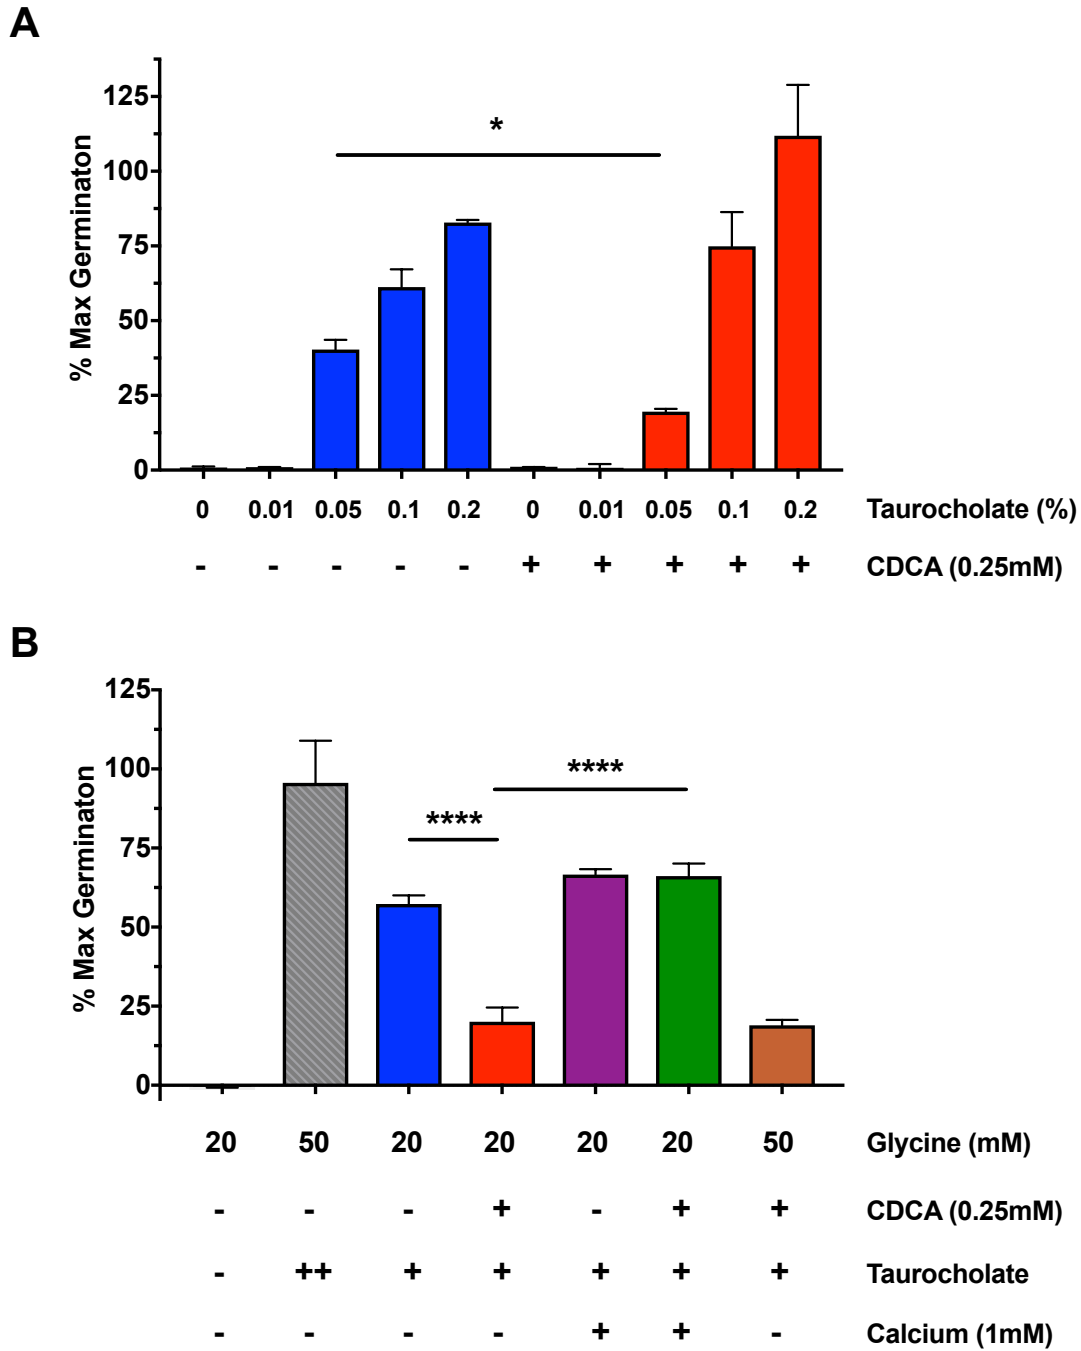 A
% Max Germinaton
125
100
75
50
25
0
*
0 0.01 0.05 0.1 0.2 0 0.01 0.05 0.1 0.2 Taurocholate (%)
- - - - - + + + + + CDCA (0.25mM)
B
% Max Germinaton
125
100
75
50
25
0
****
****
20 50 20 20 20 20 50 Glycine (mM)
- - - + - + + CDCA (0.25mM)
- ++ + + + + + Taurocholate
- - - - + + - Calcium (1mM)